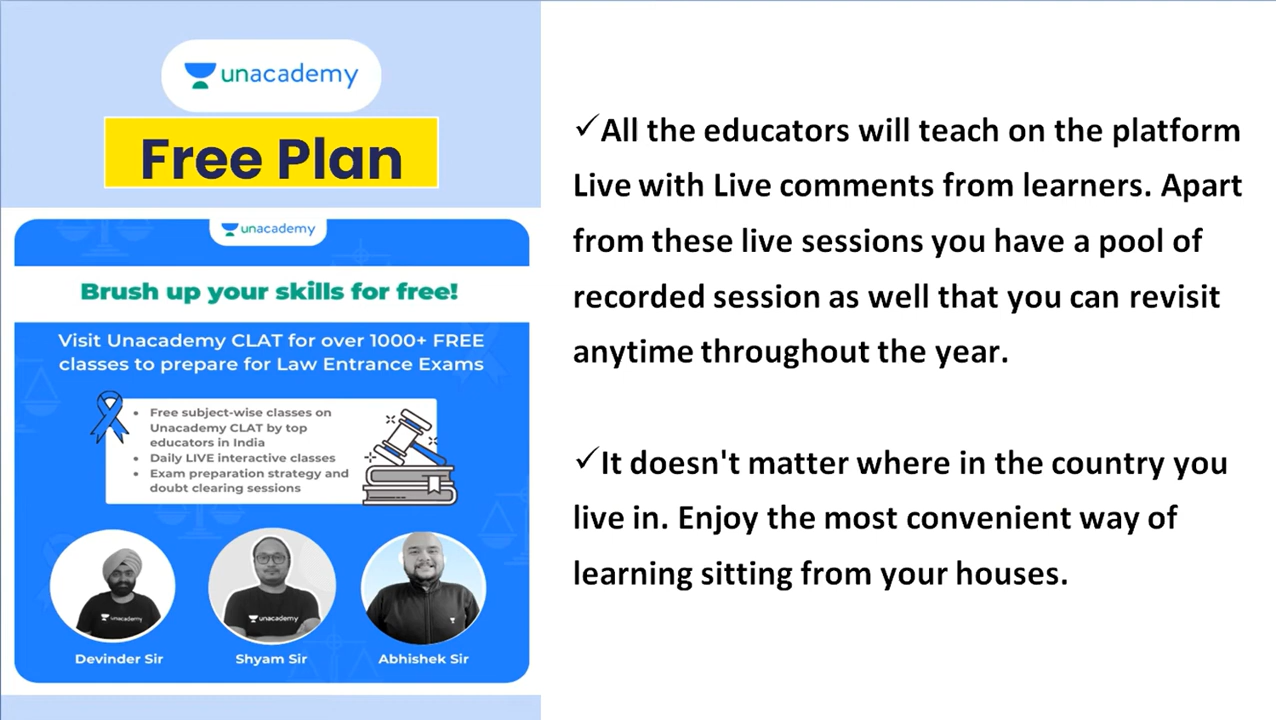 unacademy
Free Plan
unacademy
Brush up your skills for free!
Visit Unacademy CLAT for over 1000+ FREE
classes to prepare for Law Entrance Exams
• Free subject-wise classes on
Unacademy CLAT by top
educators in India
• Daily LIVE interactive classes
• Exam preparation strategy and
doubt clearing sessions
unacademy
unacademy
Devinder Sir
Shyam Sir
Abhishek Sir
✓All the educators will teach on the platform
Live with Live comments from learners. Apart
from these live sessions you have a pool of
recorded session as well that you can revisit
anytime throughout the year.
✓It doesn't matter where in the country you
live in. Enjoy the most convenient way of
learning sitting from your houses.